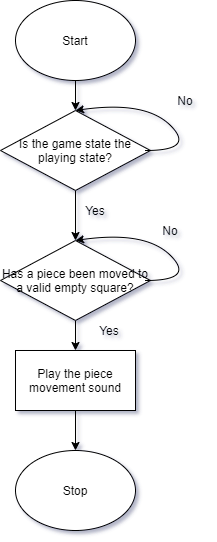 Start
No
Is the game state the
playing state?
Yes
No
Has a piece been moved to
a valid empty square?
Yes
Play the piece
movement sound
Stop